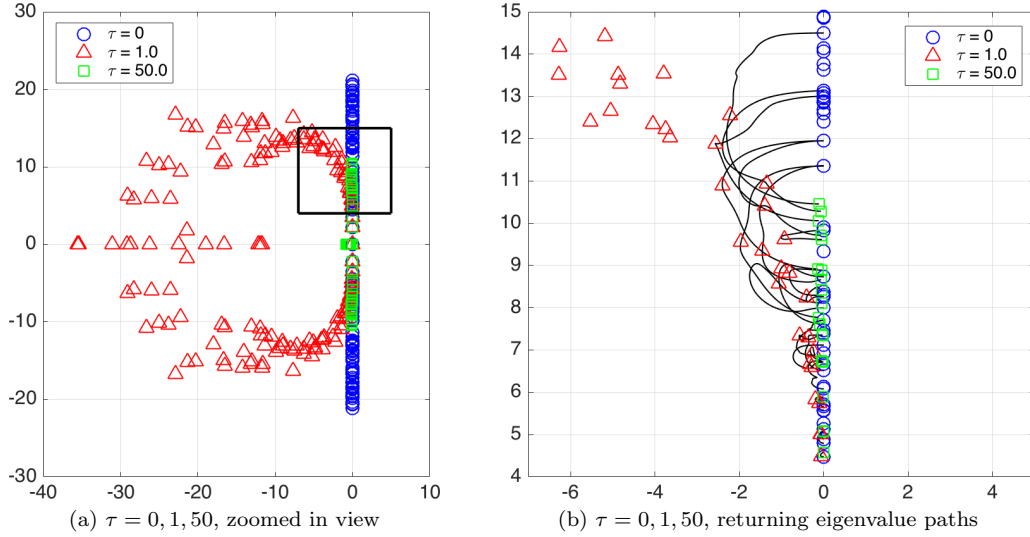 30
20
10
0
-10
-20
-30
-40 -30 -20 -10 0 10
τ = 0
τ = 1.0
τ = 50.0
(a) τ = 0, 1, 50, zoomed in view
15
14
13
12
11
10
9
8
7
6
5
4
-6 -4 -2 0 2 4
τ = 0
τ = 1.0
τ = 50.0
(b) τ = 0, 1, 50, returning eigenvalue paths